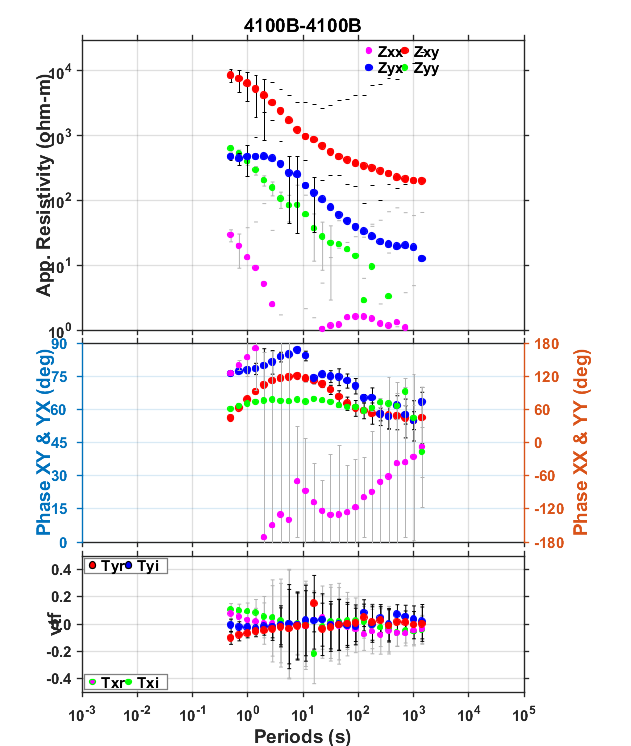 4100B-4100B
Zxx Zxy
Zyx Zyy
10^4
10^3
10^2
10^1
10^0
App. Resistivity (ohm-m)
90
75
60
45
30
15
0
Phase XY & YX (deg)
180
120
60
0
-60
-120
-180
Phase XX & YY (deg)
Tyr Tyi
0.4
0.2
0.0
-0.2
-0.4
Txr Txi
10^-3 10^-2 10^-1 10^0 10^1 10^2 10^3 10^4 10^5
Periods (s)